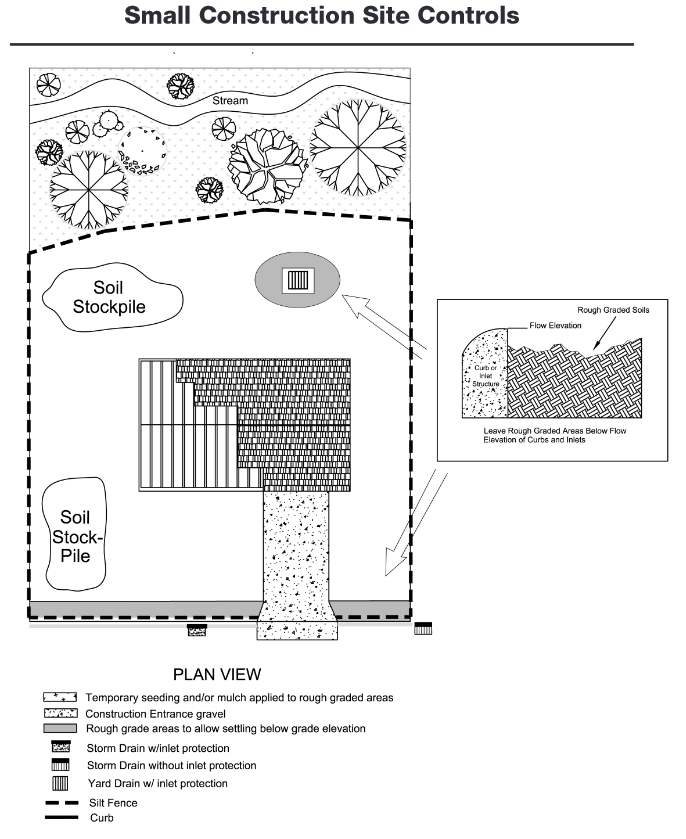 Small Construction Site Controls
Stream
Soil
Stockpile
Rough Graded Soils
Flow Elevation
Curb or
Inlet
Structure
Leave Rough Graded Areas Below Flow
Elevation of Curbs and Inlets
Soil
Stock-
Pile
PLAN VIEW
Temporary seeding and/or mulch applied to rough graded areas
Construction Entrance gravel
Rough grade areas to allow settling below grade elevation
Storm Drain w/inlet protection
Storm Drain without inlet protection
Yard Drain w/ inlet protection
Silt Fence
Curb